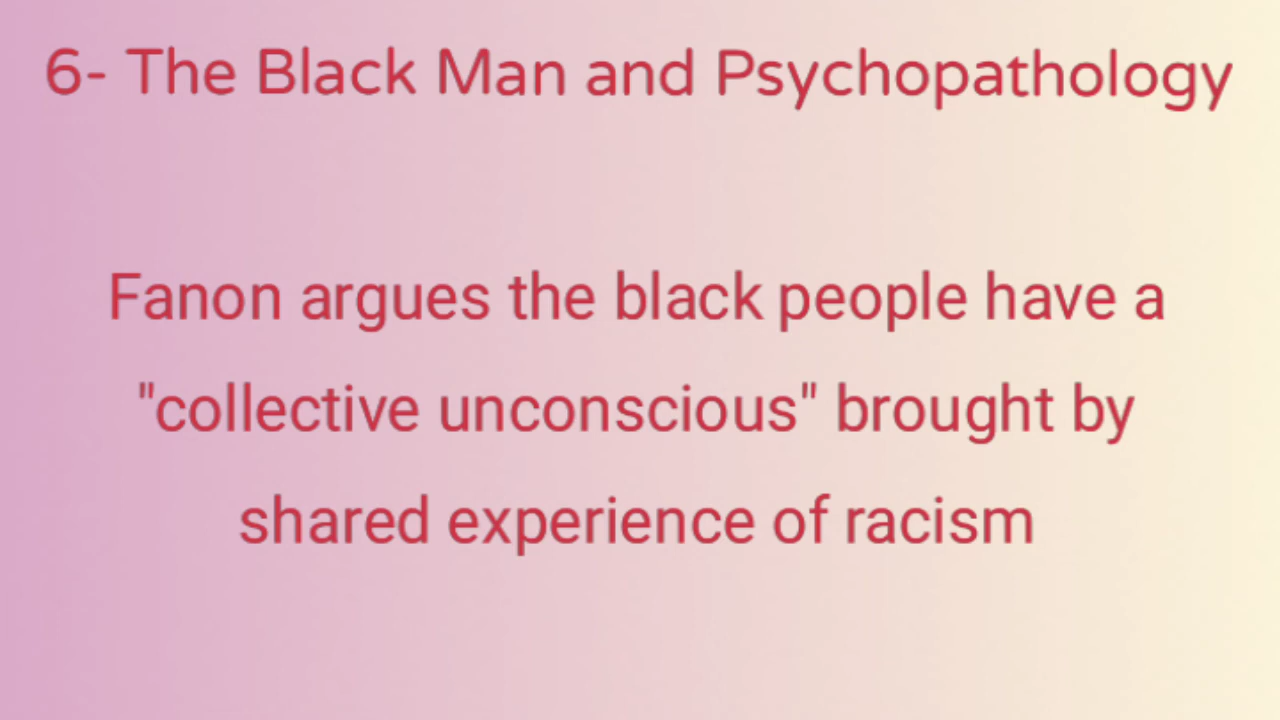 6- The Black Man and Psychopathology
Fanon argues the black people have a
"collective unconscious" brought by
shared experience of racism